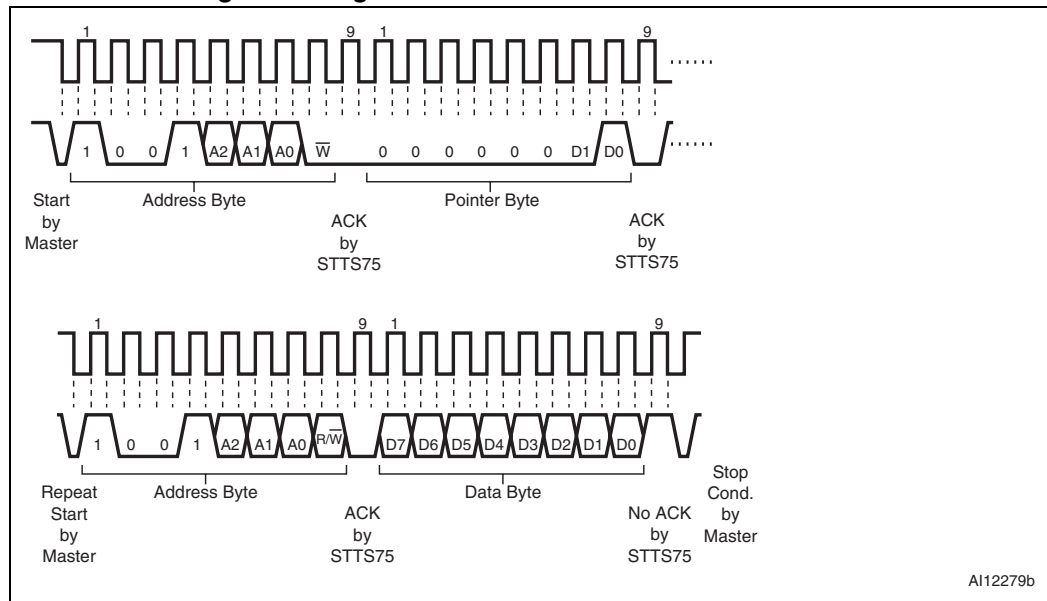 1 9 1 9
1 0 0 1 A2 A1 A0 W 0 0 0 0 0 0 D1 D0
Start
by
Master
Address Byte
ACK
by
STTS75
Pointer Byte
ACK
by
STTS75
1 9 1 9
1 0 0 1 A2 A1 A0 R/W D7 D6 D5 D4 D3 D2 D1 D0
Repeat
Start
by
Master
Address Byte
ACK
by
STTS75
Data Byte
No ACK
by
STTS75
Stop
Cond.
by
Master
AI12279b